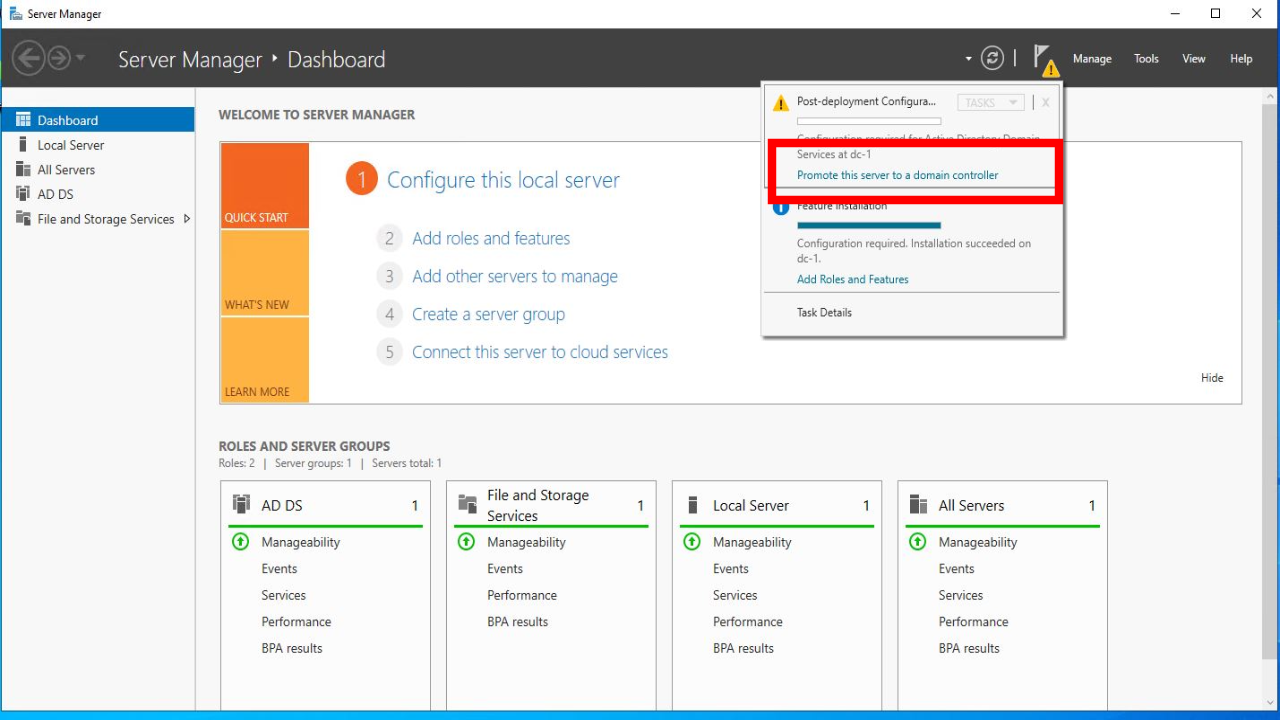 Server Manager
Server Manager ‣ Dashboard
Manage Tools View Help
Dashboard
Local Server
All Servers
AD DS
File and Storage Services
WELCOME TO SERVER MANAGER
QUICK START
WHAT'S NEW
LEARN MORE
1 Configure this local server
2 Add roles and features
3 Add other servers to manage
4 Create a server group
5 Connect this server to cloud services
Hide
Post-deployment Configura... TASKS X
Configuration required for Active Directory Domain
Services at dc-1
Promote this server to a domain controller
Feature installation
Configuration required. Installation succeeded on
dc-1.
Add Roles and Features
Task Details
ROLES AND SERVER GROUPS
Roles: 2 | Server groups: 1 | Servers total: 1
AD DS 1
Manageability
Events
Services
Performance
BPA results
File and Storage
Services 1
Manageability
Events
Performance
BPA results
Local Server 1
Manageability
Events
Services
Performance
BPA results
All Servers 1
Manageability
Events
Services
Performance
BPA results